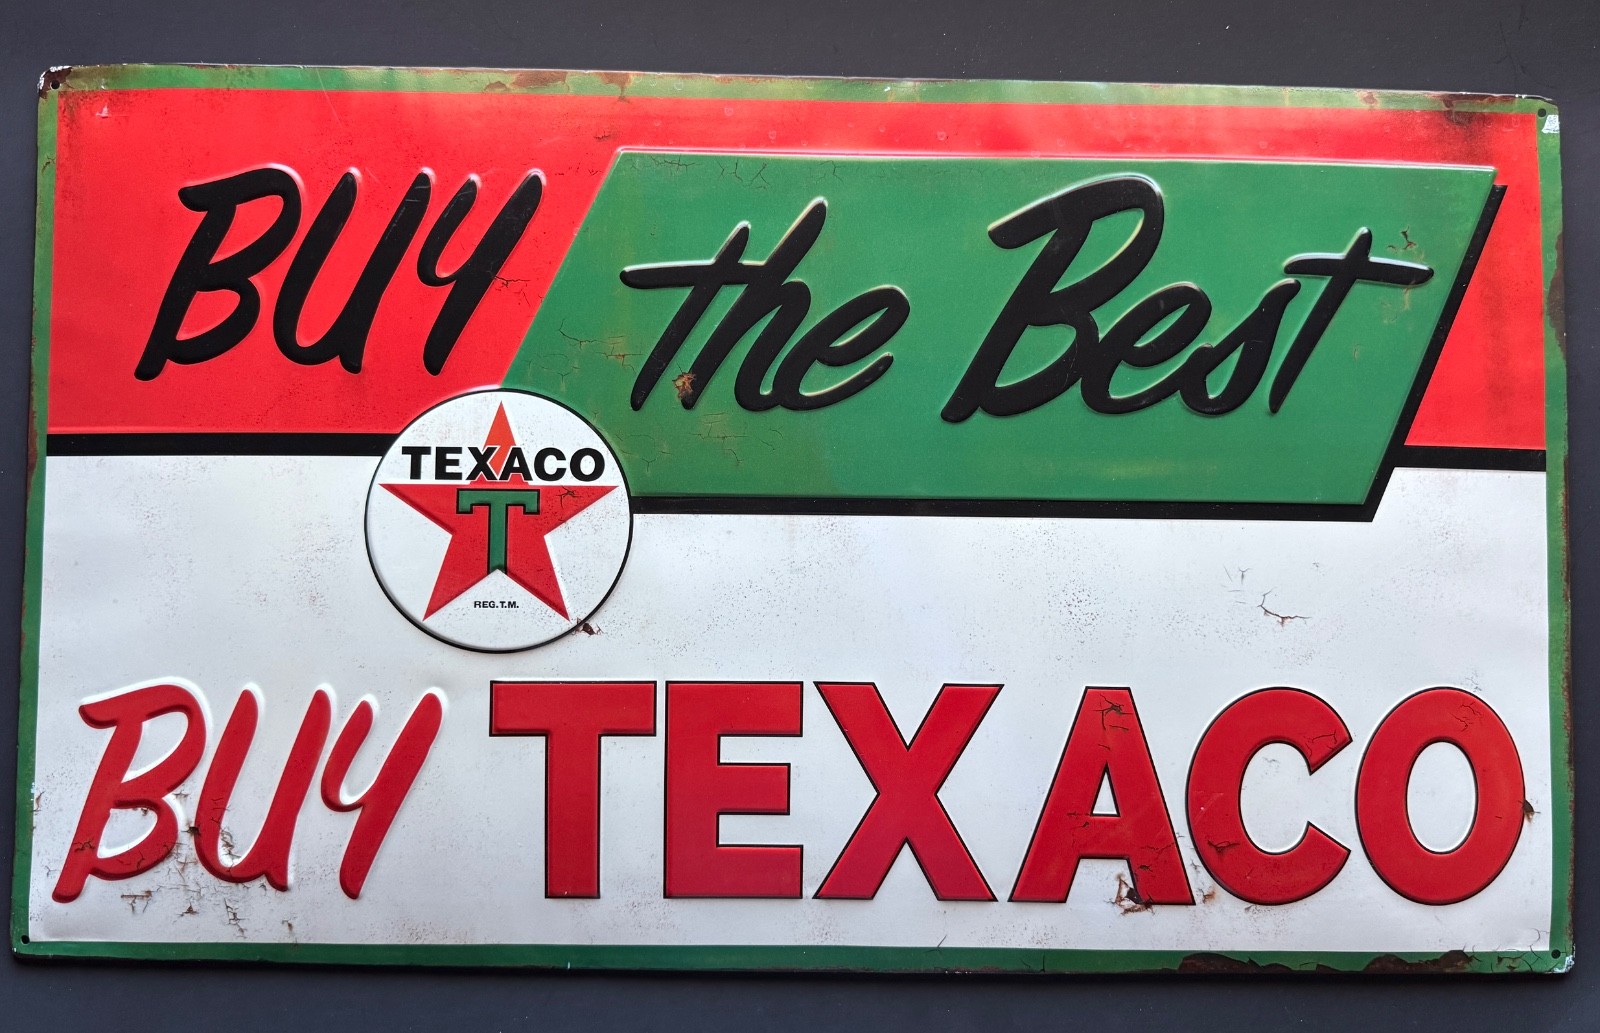 BUY the Best
TEXACO
T
REG. T.M.
BUY TEXACO